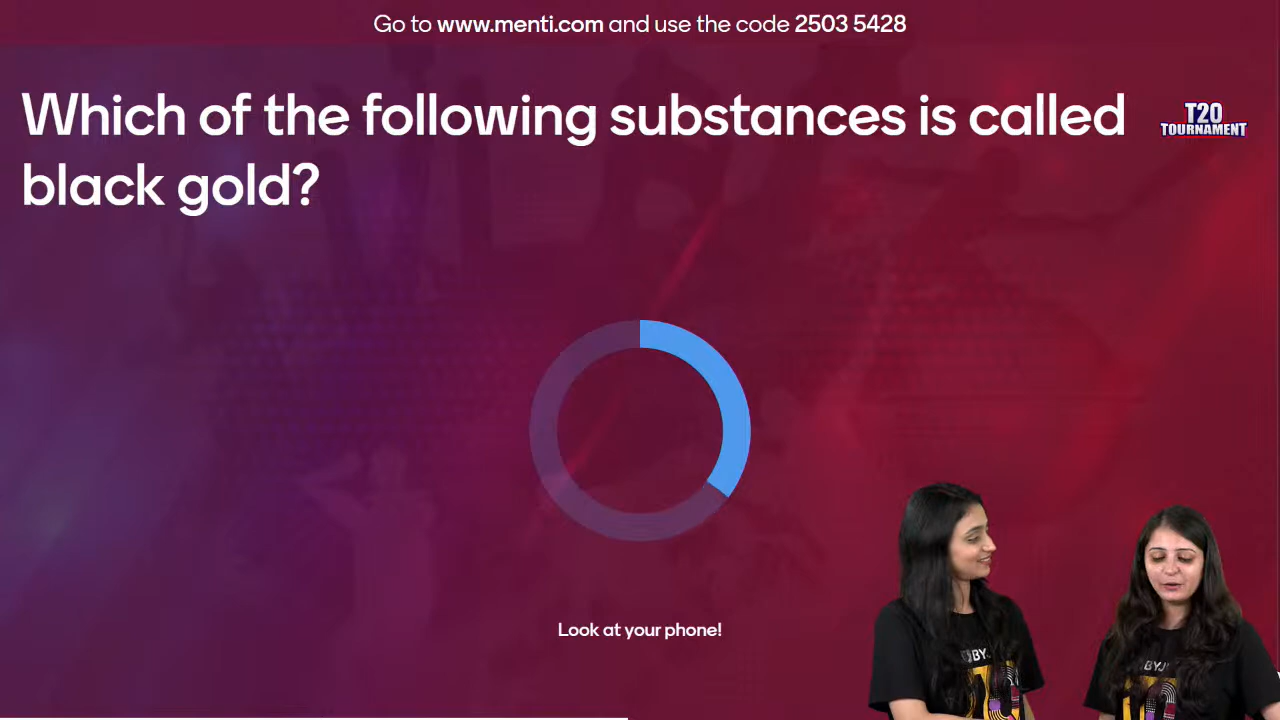 Go to www.menti.com and use the code 2503 5428
Which of the following substances is called
black gold?
T20
TOURNAMENT
Look at your phone!